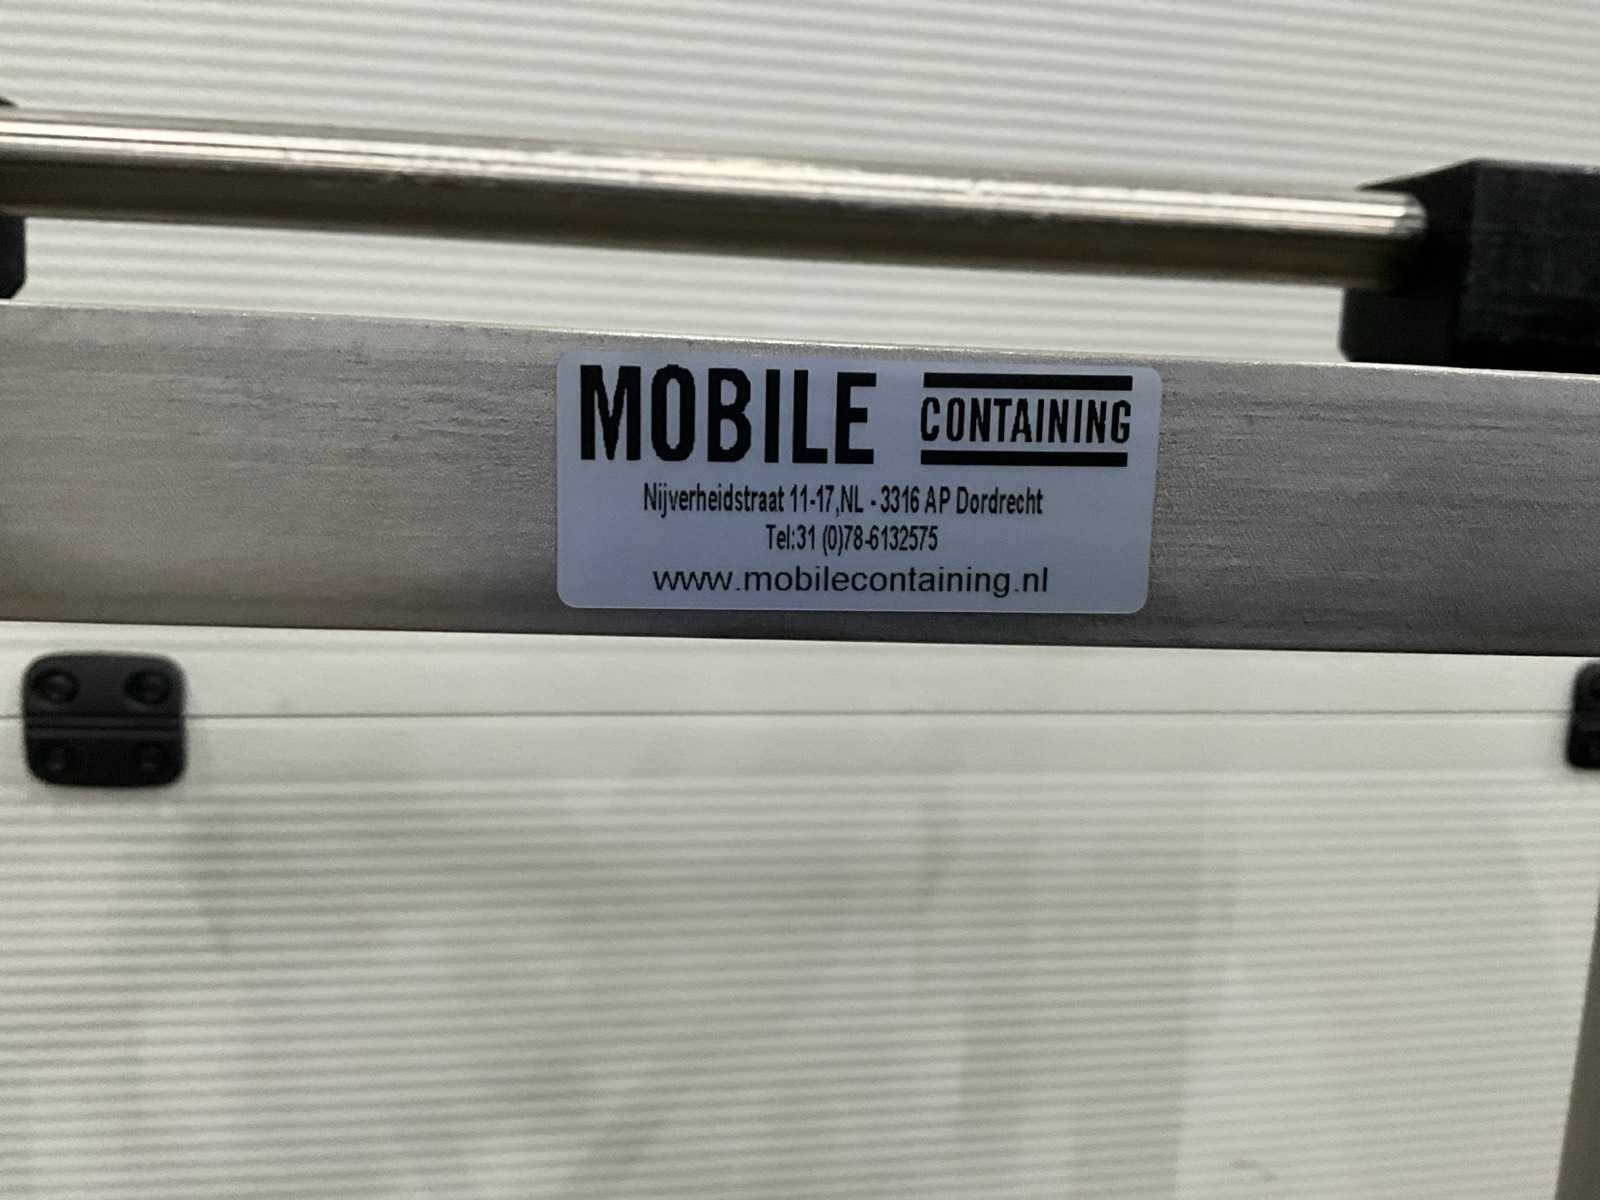 MOBILE CONTAINING
Nijverheidstraat 11-17,NL - 3316 AP Dordrecht
Tel:31 (0)78-6132575
www.mobilecontaining.nl